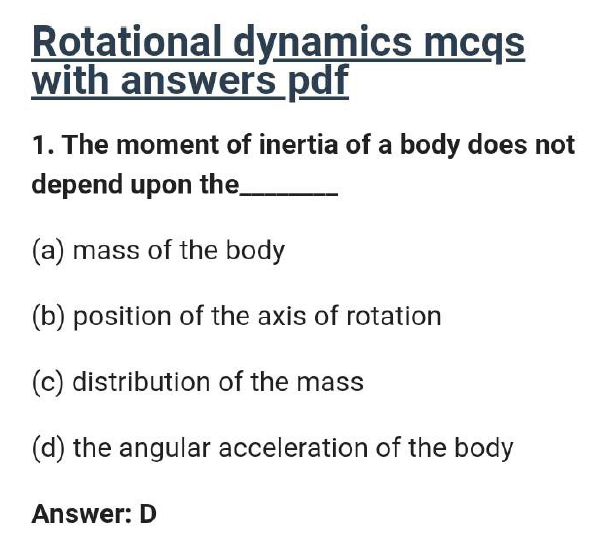 Rotational dynamics mcqs
with answers pdf
1. The moment of inertia of a body does not
depend upon the________
(a) mass of the body
(b) position of the axis of rotation
(c) distribution of the mass
(d) the angular acceleration of the body
Answer: D